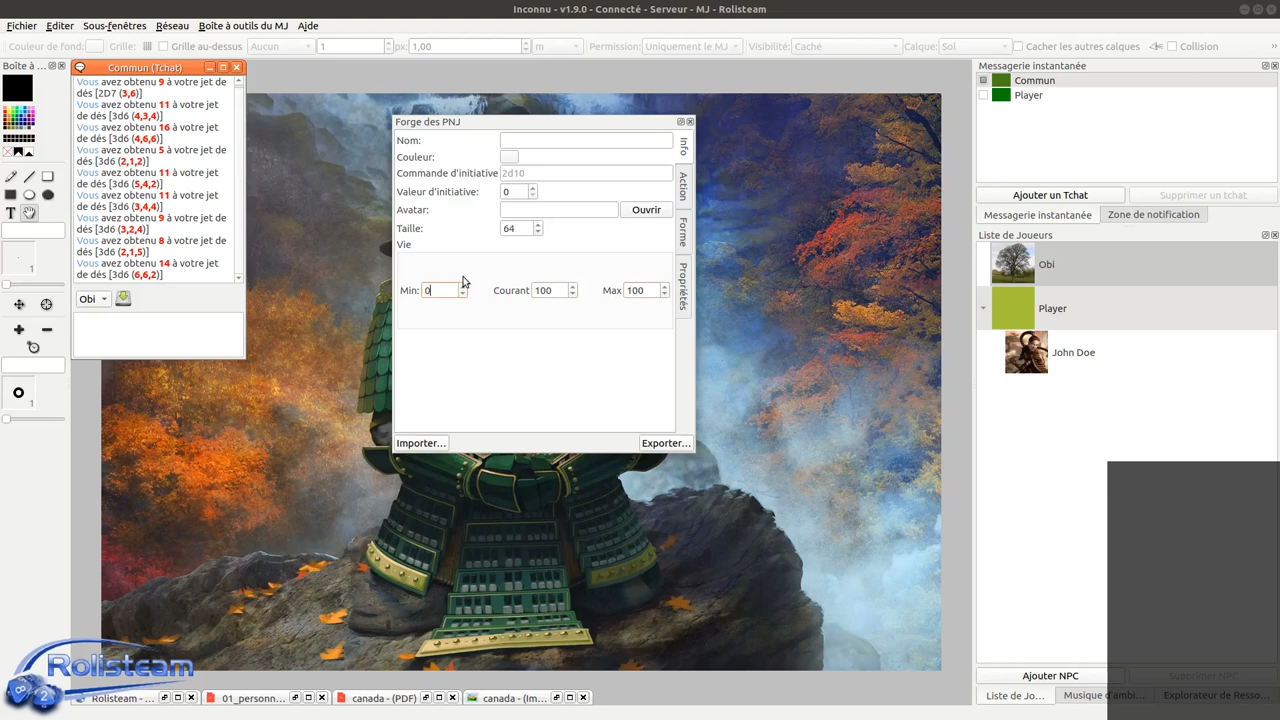 Inconnu - v1.9.0 - Connecté - Serveur - MJ - Rolisteam
Fichier Editer Sous-fenêtres Réseau Boîte à outils du MJ Aide
Couleur de fond: Grille: Grille au-dessus Aucun 1 px: 1,00 m Permission: Uniquement le MJ Visibilité: Caché Calque: Sol Cacher les autres calques Collision
Boîte à ...
Commun (Tchat)
Vous avez obtenu 9 à votre jet de
dés [2D7 (3,6)]
Vous avez obtenu 11 à votre jet
de dés [3d6 (4,3,4)]
Vous avez obtenu 16 à votre jet
de dés [3d6 (4,6,6)]
Vous avez obtenu 5 à votre jet
de dés [3d6 (2,1,2)]
Vous avez obtenu 11 à votre jet
de dés [3d6 (5,4,2)]
Vous avez obtenu 11 à votre jet
de dés [3d6 (4,4,3)]
Vous avez obtenu 9 à votre jet
de dés [3d6 (3,2,4)]
Vous avez obtenu 8 à votre jet
de dés [3d6 (2,1,5)]
Vous avez obtenu 14 à votre jet
de dés [3d6 (6,6,2)]
Obi
T
1
1
Forge des PNJ
Nom:
Couleur:
Commande d'initiative 2d10
Valeur d'initiative: 0
Avatar: Ouvrir
Taille: 64
Vie
Min: 0 Courant 100 Max 100
Info
Action
Forme
Propriétés
Importer... Exporter...
Messagerie instantanée
Commun
Player
Ajouter un Tchat Supprimer un tchat
Messagerie instantanée Zone de notification
Liste de Joueurs
Obi
Player
John Doe
Ajouter NPC Supprimer NPC
Liste de Jo... Musique d'ambi... Explorateur de Resso...
Rolisteam
8 2
Rolisteam - ... 01_personn... canada - (PDF) canada - (Im...